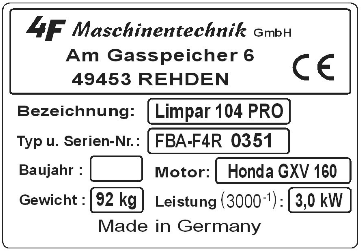 4F Maschinentechnik GmbH
Am Gasspeicher 6
49453 REHDEN
CE
Bezeichnung: Limpar 104 PRO
Typ u. Serien-Nr.: FBA-F4R 0351
Baujahr : Motor: Honda GXV 160
Gewicht : 92 kg Leistung (3000⁻¹) : 3,0 kW
Made in Germany